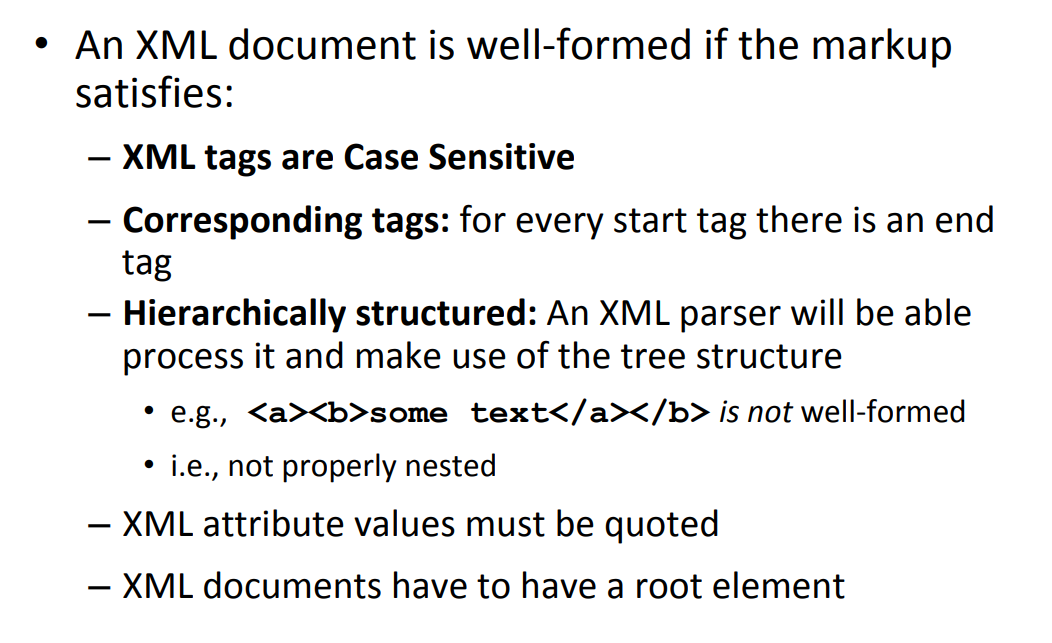 • An XML document is well-formed if the markup
satisfies:
– XML tags are Case Sensitive
– Corresponding tags: for every start tag there is an end
tag
– Hierarchically structured: An XML parser will be able
process it and make use of the tree structure
• e.g., <a><b>some text</a></b> is not well-formed
• i.e., not properly nested
– XML attribute values must be quoted
– XML documents have to have a root element